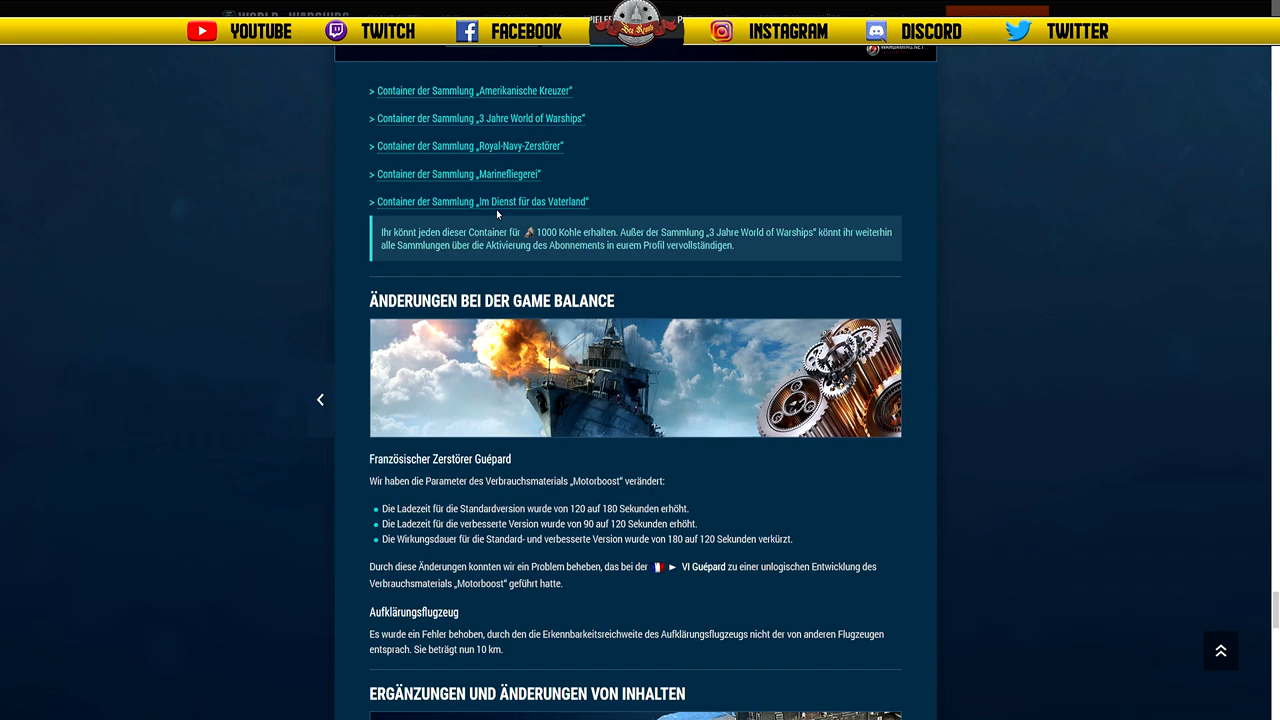 YOUTUBE TWITCH FACEBOOK INSTAGRAM DISCORD TWITTER
WARGAMING.NET
> Container der Sammlung „Amerikanische Kreuzer“
> Container der Sammlung „3 Jahre World of Warships“
> Container der Sammlung „Royal-Navy-Zerstörer“
> Container der Sammlung „Marinefliegerei“
> Container der Sammlung „Im Dienst für das Vaterland“
Ihr könnt jeden dieser Container für 1000 Kohle erhalten. Außer der Sammlung „3 Jahre World of Warships“ könnt ihr weiterhin
alle Sammlungen über die Aktivierung des Abonnements in eurem Profil vervollständigen.
ÄNDERUNGEN BEI DER GAME BALANCE
Französischer Zerstörer Guépard
Wir haben die Parameter des Verbrauchsmaterials „Motorboost“ verändert:
• Die Ladezeit für die Standardversion wurde von 120 auf 180 Sekunden erhöht.
• Die Ladezeit für die verbesserte Version wurde von 90 auf 120 Sekunden erhöht.
• Die Wirkungsdauer für die Standard- und verbesserte Version wurde von 180 auf 120 Sekunden verkürzt.
Durch diese Änderungen konnten wir ein Problem beheben, das bei der VI Guépard zu einer unlogischen Entwicklung des
Verbrauchsmaterials „Motorboost“ geführt hatte.
Aufklärungsflugzeug
Es wurde ein Fehler behoben, durch den die Erkennbarkeitsreichweite des Aufklärungsflugzeugs nicht der von anderen Flugzeugen
entsprach. Sie beträgt nun 10 km.
ERGÄNZUNGEN UND ÄNDERUNGEN VON INHALTEN